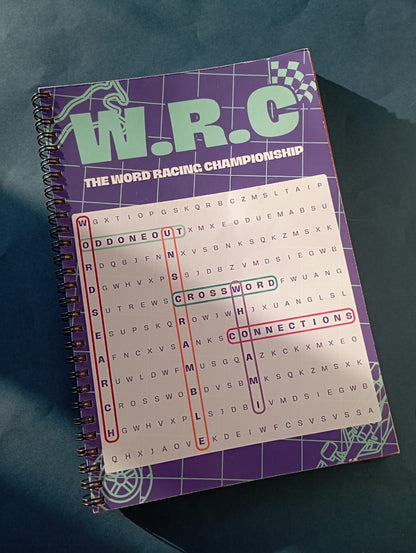 W.R.C
THE WORD RACING CHAMPIONSHIP
W G X T I O P G S K Q R B C Z M S L T A I P
O D D O N E O U T X M X E O D U E M A B S U
R D Q B J F N N X V S B N K S Q K Z M S K X
D G W H V X P S S J D B Z V M D S I E G W B
S U T R E W S C R O S S W O R D F W U A N G
E S U P S K Q R O W J W H J X U A N G L S L
A F N C X V S A N K S C O N N E C T I O N S
R U W L D W F M U S G Q A Z K C K X M X E O
C R O S S W O B D V S B M K S Q K Z M S K X
H G W H V X P L S J D B I V M D S I E G W B
Q H X J A O V E K D E I W F C S V S V S S A